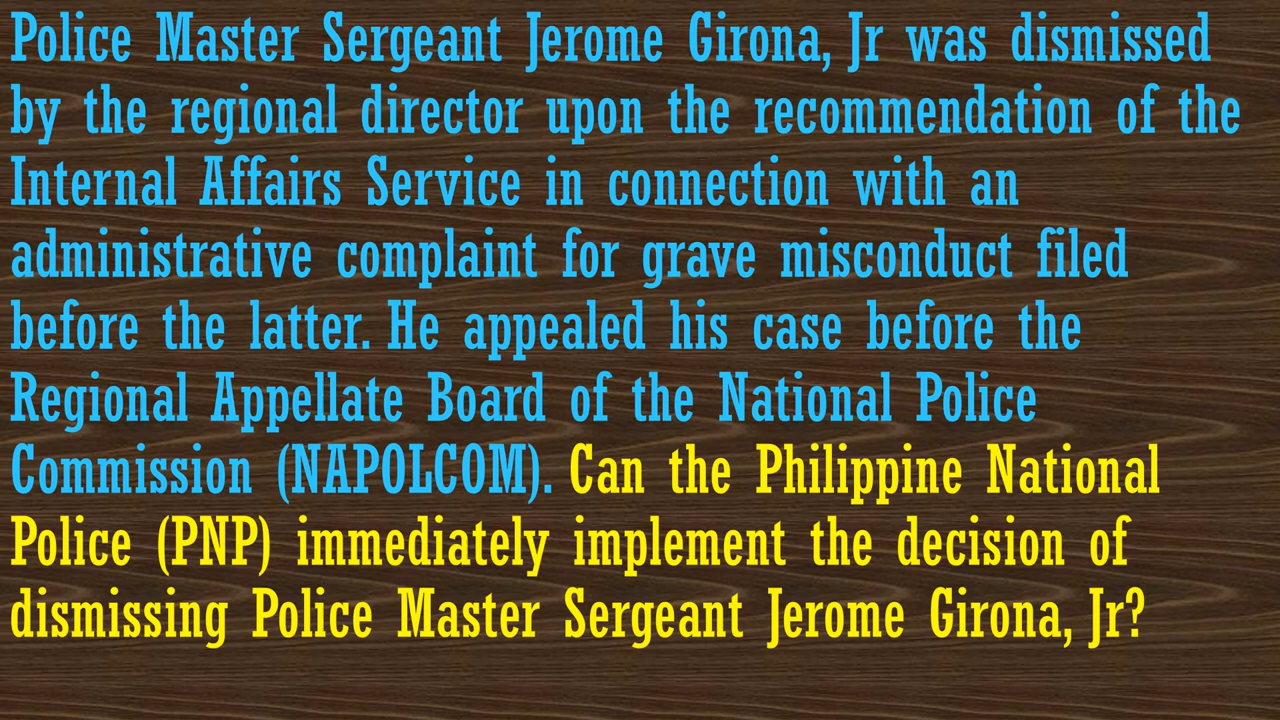 Police Master Sergeant Jerome Girona, Jr was dismissed
by the regional director upon the recommendation of the
Internal Affairs Service in connection with an
administrative complaint for grave misconduct filed
before the latter. He appealed his case before the
Regional Appellate Board of the National Police
Commission (NAPOLCOM). Can the Philippine National
Police (PNP) immediately implement the decision of
dismissing Police Master Sergeant Jerome Girona, Jr?